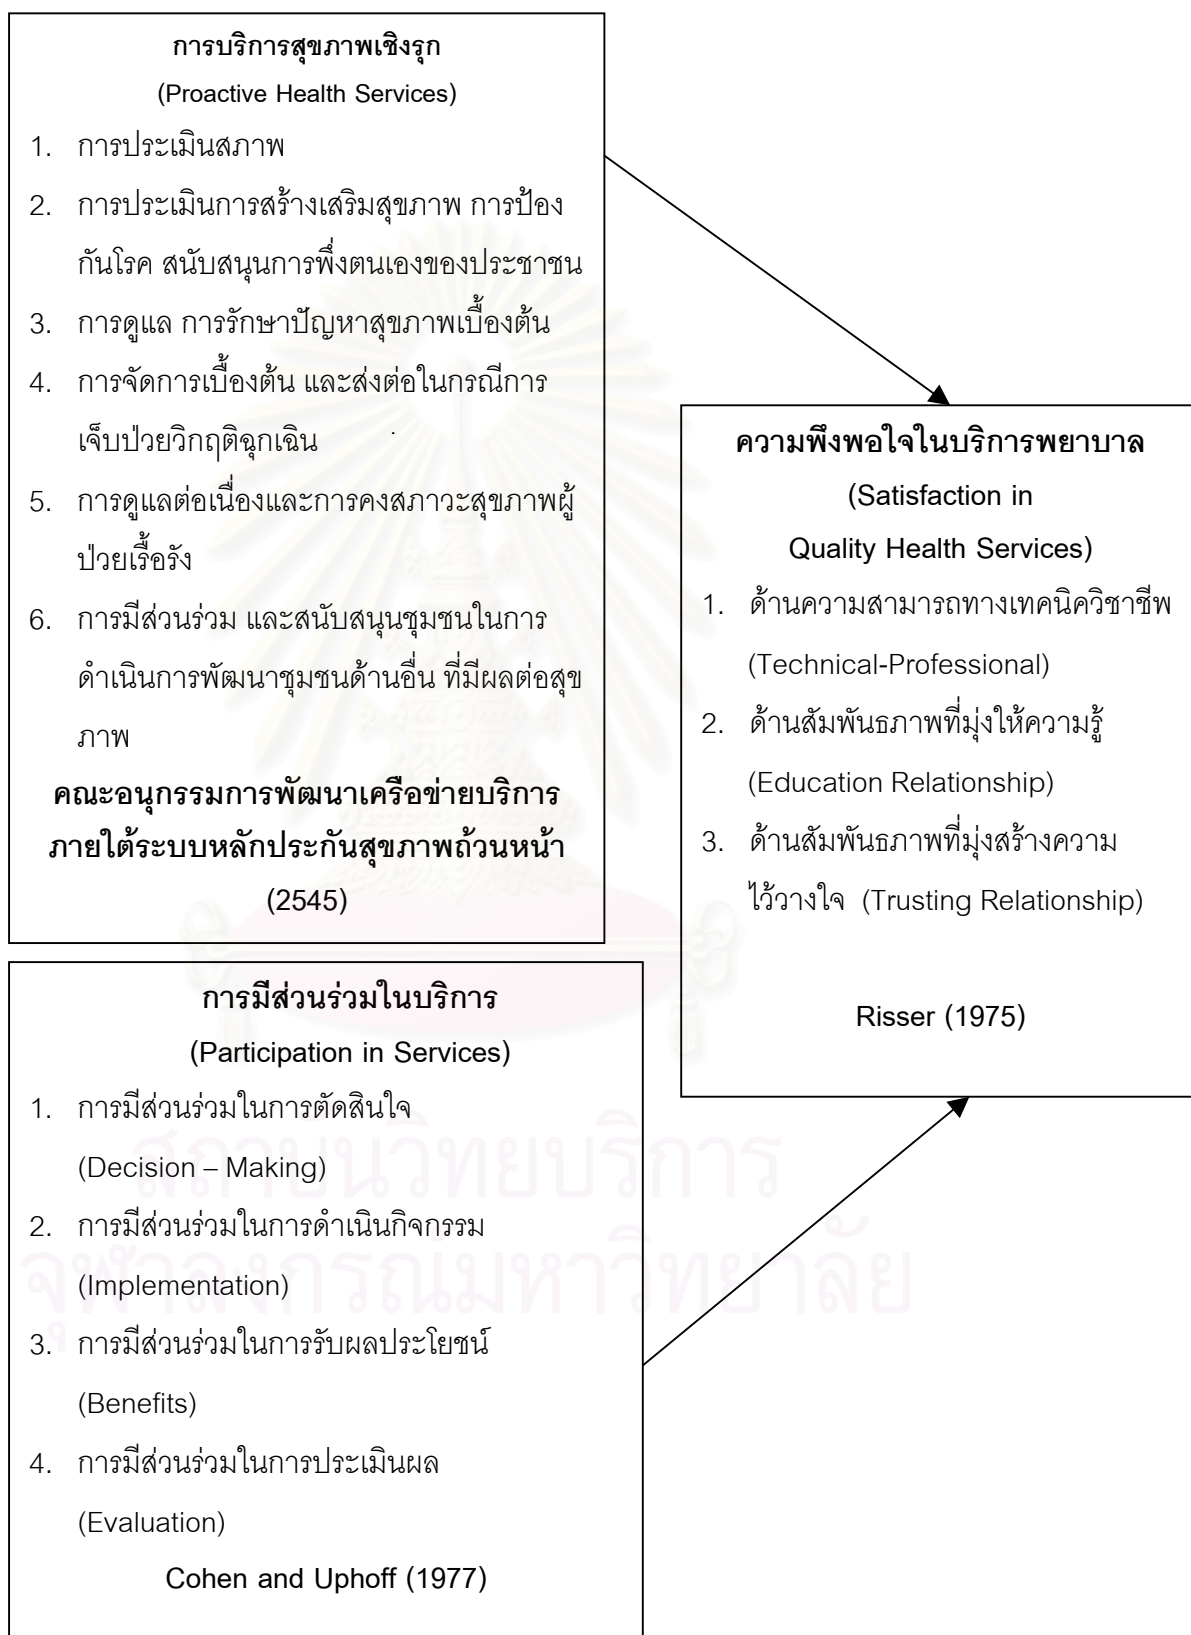 การบริการสุขภาพเชิงรุก
(Proactive Health Services)
1. การประเมินสภาพ
2. การประเมินการสร้างเสริมสุขภาพ การป้อง
กันโรค สนับสนุนการพึ่งตนเองของประชาชน
3. การดูแล การรักษาปัญหาสุขภาพเบื้องต้น
4. การจัดการเบื้องต้น และส่งต่อในกรณีการ
เจ็บป่วยวิกฤติฉุกเฉิน
5. การดูแลต่อเนื่องและการคงสภาวะสุขภาพผู้
ป่วยเรื้อรัง
6. การมีส่วนร่วม และสนับสนุนชุมชนในการ
ดำเนินการพัฒนาชุมชนด้านอื่น ที่มีผลต่อสุข
ภาพ
คณะอนุกรรมการพัฒนาเครือข่ายบริการ
ภายใต้ระบบหลักประกันสุขภาพถ้วนหน้า
(2545)
ความพึงพอใจในบริการพยาบาล
(Satisfaction in
Quality Health Services)
1. ด้านความสามารถทางเทคนิควิชาชีพ
(Technical-Professional)
2. ด้านสัมพันธภาพที่มุ่งให้ความรู้
(Education Relationship)
3. ด้านสัมพันธภาพที่มุ่งสร้างความ
ไว้วางใจ (Trusting Relationship)
Risser (1975)
การมีส่วนร่วมในบริการ
(Participation in Services)
1. การมีส่วนร่วมในการตัดสินใจ
(Decision – Making)
2. การมีส่วนร่วมในการดำเนินกิจกรรม
(Implementation)
3. การมีส่วนร่วมในการรับผลประโยชน์
(Benefits)
4. การมีส่วนร่วมในการประเมินผล
(Evaluation)
Cohen and Uphoff (1977)
สถาบันวิทยบริการ
จุฬาลงกรณ์มหาวิทยาลัย